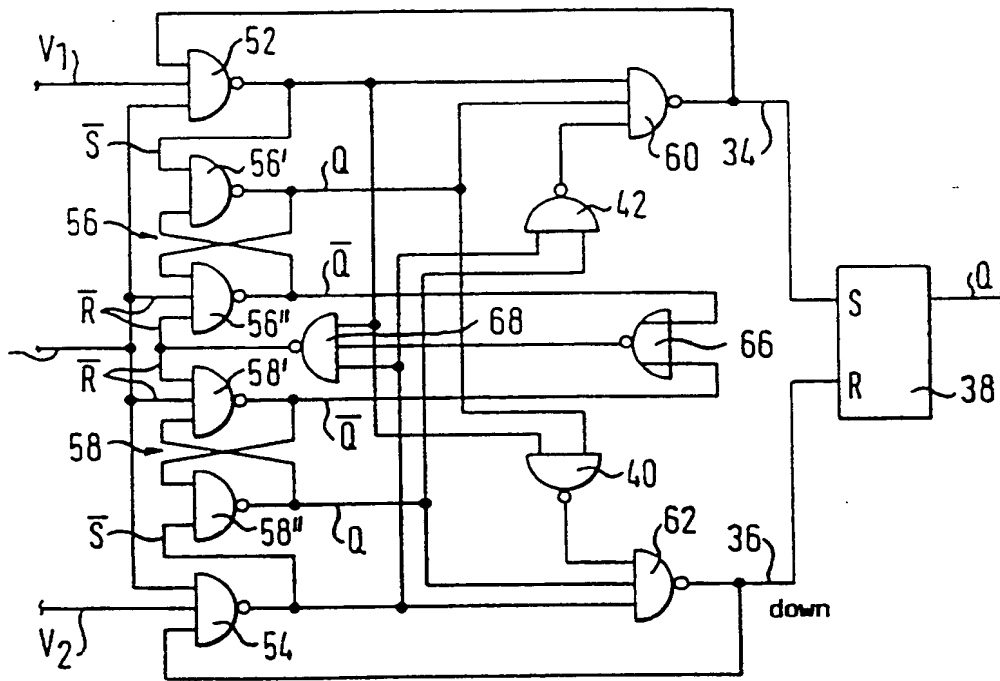 V1
52
S̅
56'
Q
60
34
42
56
Q̅
Q
R̅
56"
68
66
S
R̅
58'
R
38
Q̅
58
40
S̅
58"
Q
62
36
down
V2
54